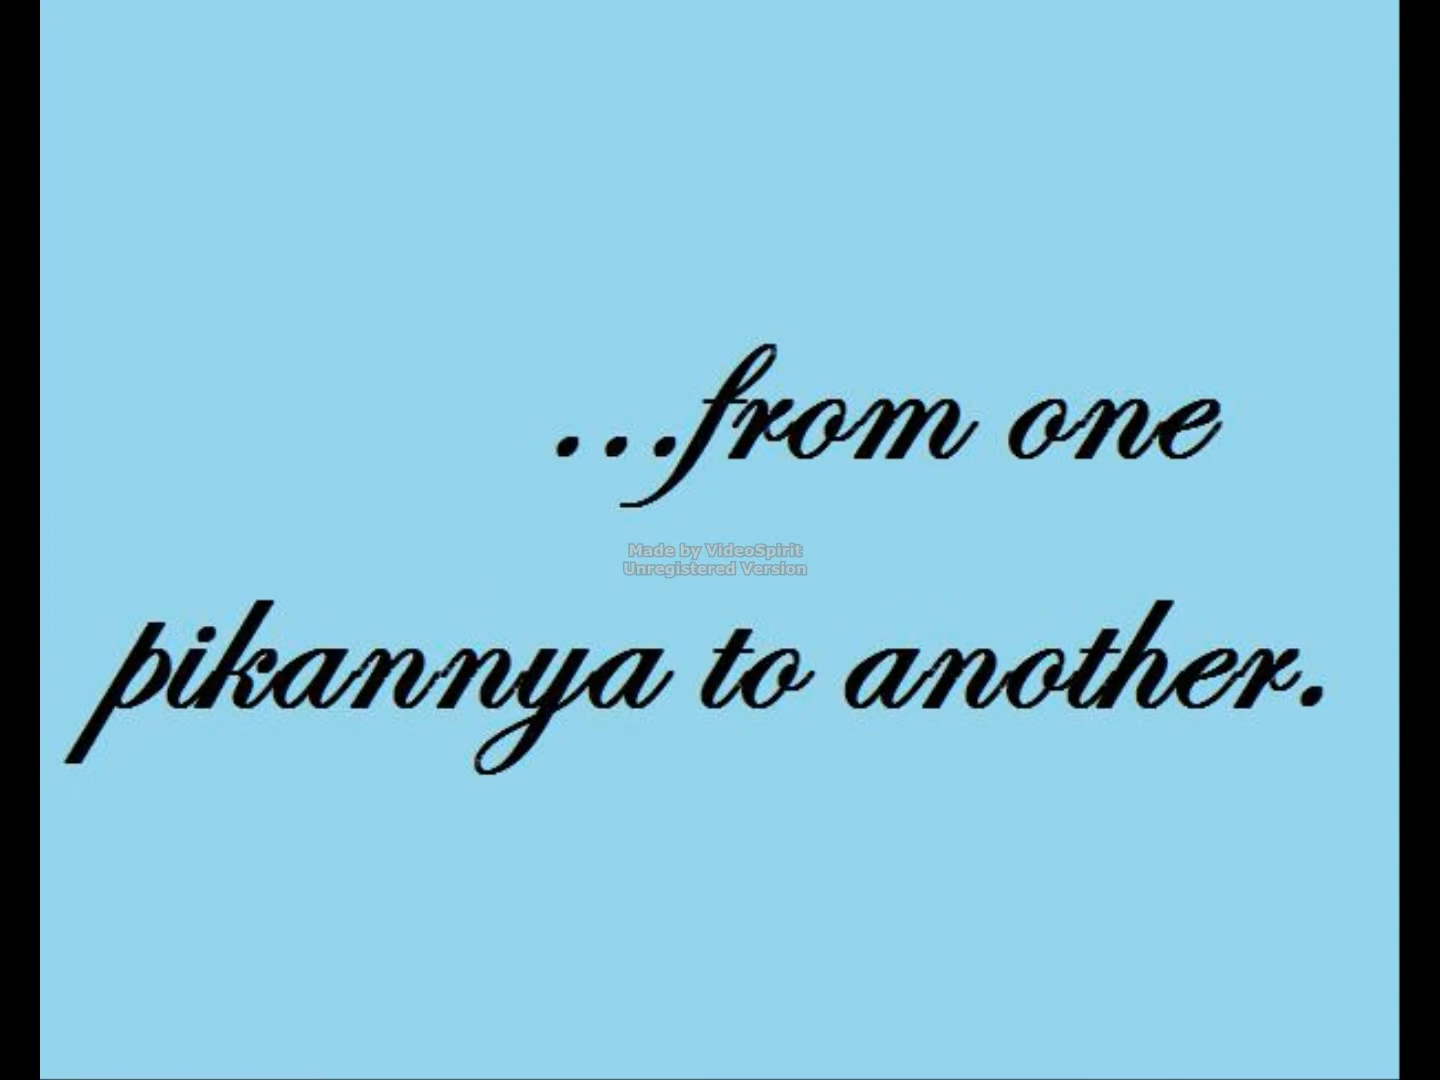 ...from one
Made by VideoSpirit
Unregistered Version
pikannya to another.